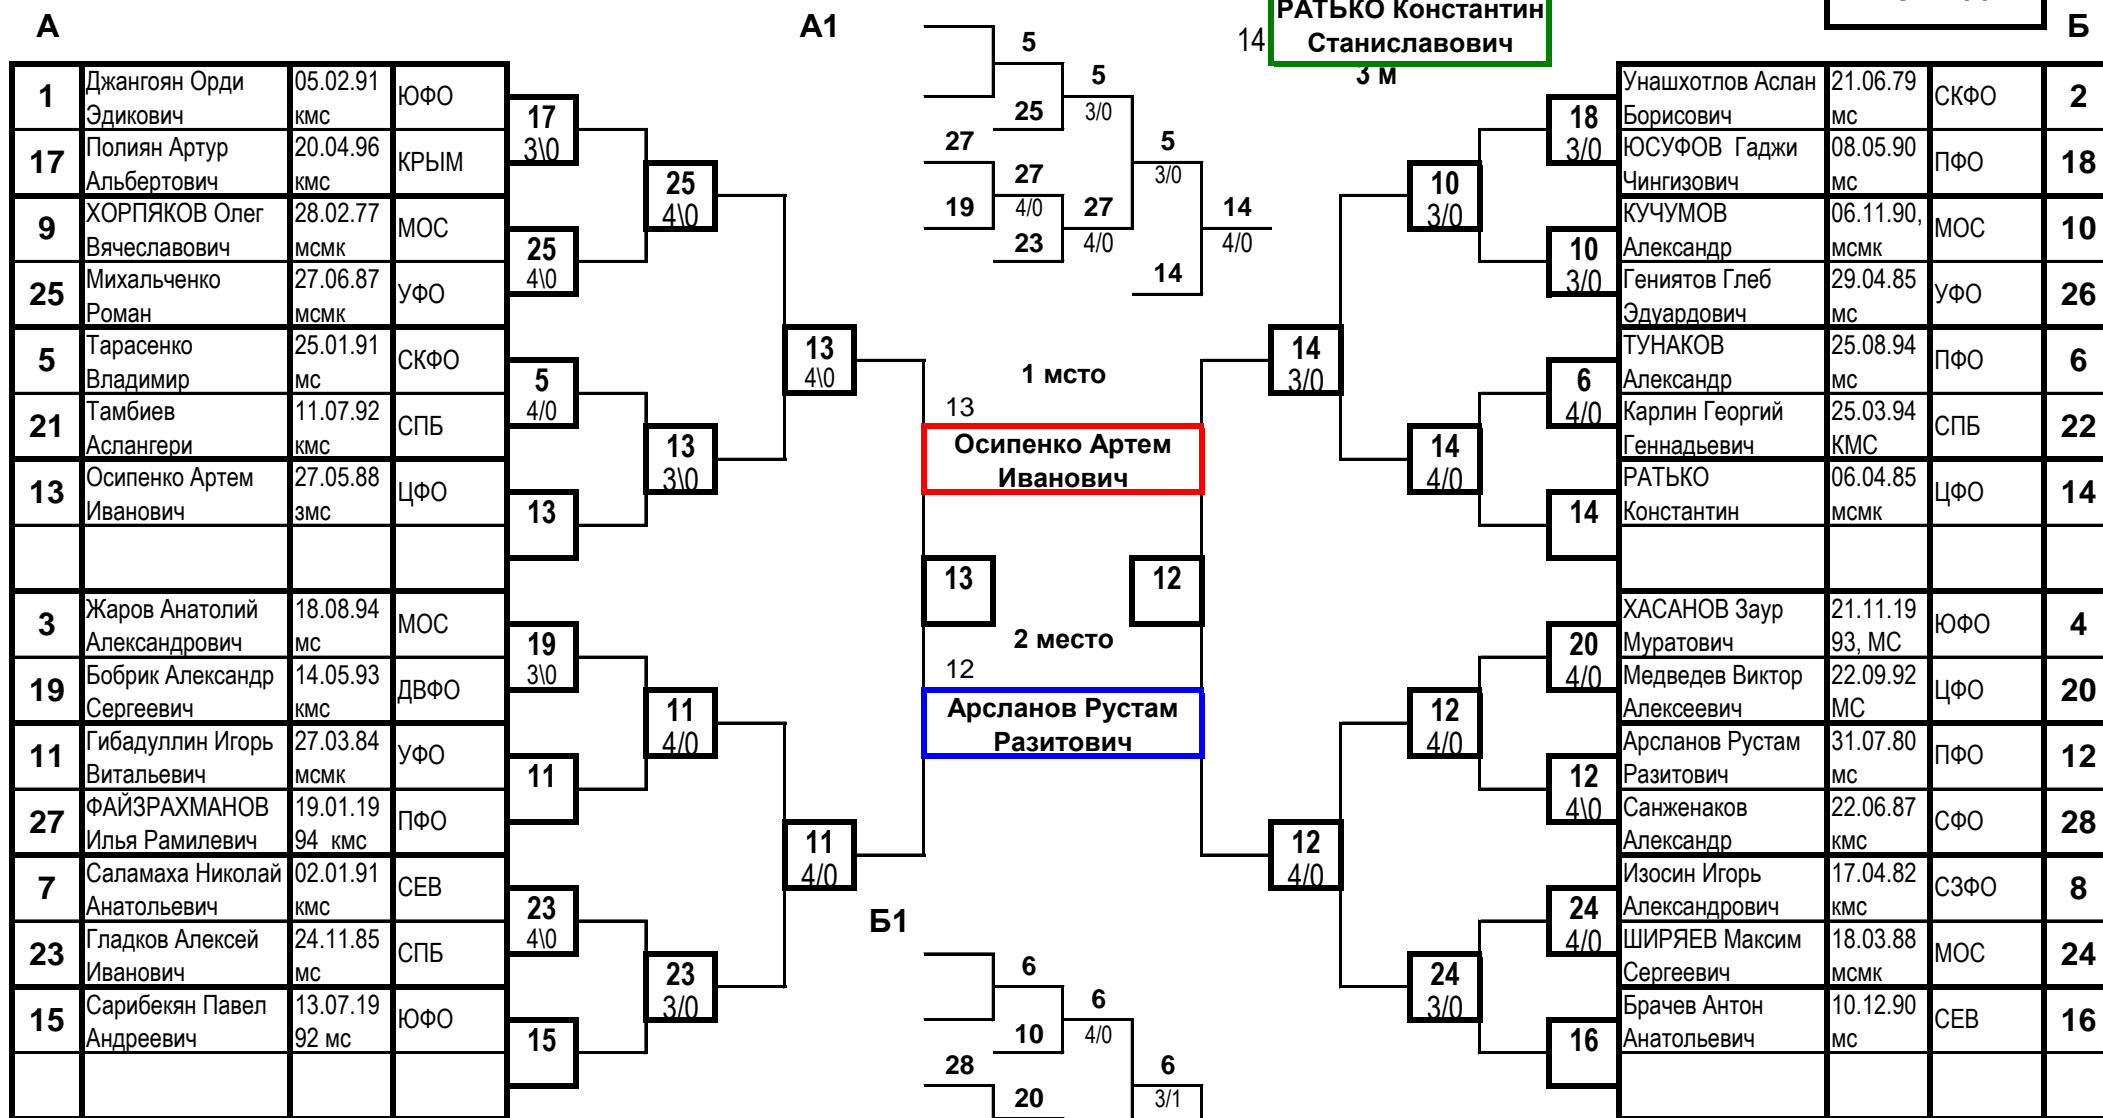 РАТЬКО Константин
Станиславович
14
3 м
А
А1
Б
1
Джангоян Орди
Эдикович
05.02.91
кмс
ЮФО
17
Полиян Артур
Альбертович
20.04.96
кмс
КРЫМ
9
ХОРПЯКОВ Олег
Вячеславович
28.02.77
мсмк
МОС
25
Михальченко
Роман
27.06.87
мсмк
УФО
5
Тарасенко
Владимир
25.01.91
мс
СКФО
21
Тамбиев
Аслангери
11.07.92
кмс
СПБ
13
Осипенко Артем
Иванович
27.05.88
змс
ЦФО
3
Жаров Анатолий
Александрович
18.08.94
мс
МОС
19
Бобрик Александр
Сергеевич
14.05.93
кмс
ДВФО
11
Гибадуллин Игорь
Витальевич
27.03.84
мсмк
УФО
27
ФАЙЗРАХМАНОВ
Илья Рамилевич
19.01.19
94 кмс
ПФО
7
Саламаха Николай
Анатольевич
02.01.91
кмс
СЕВ
23
Гладков Алексей
Иванович
24.11.85
мс
СПБ
15
Сарибекян Павел
Андреевич
13.07.19
92 мс
ЮФО
17
3\0
25
4\0
5
4/0
13
19
3\0
11
23
4\0
15
25
4\0
13
3\0
11
4/0
23
3/0
13
4\0
11
4/0
5
25
5
3/0
27
19
27
4/0
23
27
4/0
5
3/0
14
14
4/0
1 мсто
13
Осипенко Артем
Иванович
13
12
2 место
12
Арсланов Рустам
Разитович
Б1
6
10
6
4/0
28
20
6
3/1
14
3/0
12
4/0
10
3/0
14
4/0
12
4/0
24
3/0
18
3/0
10
3/0
6
4/0
14
20
4/0
12
4\0
24
4/0
16
Унашхотлов Аслан
Борисович
21.06.79
мс
СКФО
2
ЮСУФОВ Гаджи
Чингизович
08.05.90
мс
ПФО
18
КУЧУМОВ
Александр
06.11.90,
мсмк
МОС
10
Гениятов Глеб
Эдуардович
29.04.85
мс
УФО
26
ТУНАКОВ
Александр
25.08.94
мс
ПФО
6
Карлин Георгий
Геннадьевич
25.03.94
КМС
СПБ
22
РАТЬКО
Константин
06.04.85
мсмк
ЦФО
14
ХАСАНОВ Заур
Муратович
21.11.19
93, МС
ЮФО
4
Медведев Виктор
Алексеевич
22.09.92
МС
ЦФО
20
Арсланов Рустам
Разитович
31.07.80
мс
ПФО
12
Санженаков
Александр
22.06.87
кмс
СФО
28
Изосин Игорь
Александрович
17.04.82
кмс
СЗФО
8
ШИРЯЕВ Максим
Сергеевич
18.03.88
мсмк
МОС
24
Брачев Антон
Анатольевич
10.12.90
мс
СЕВ
16